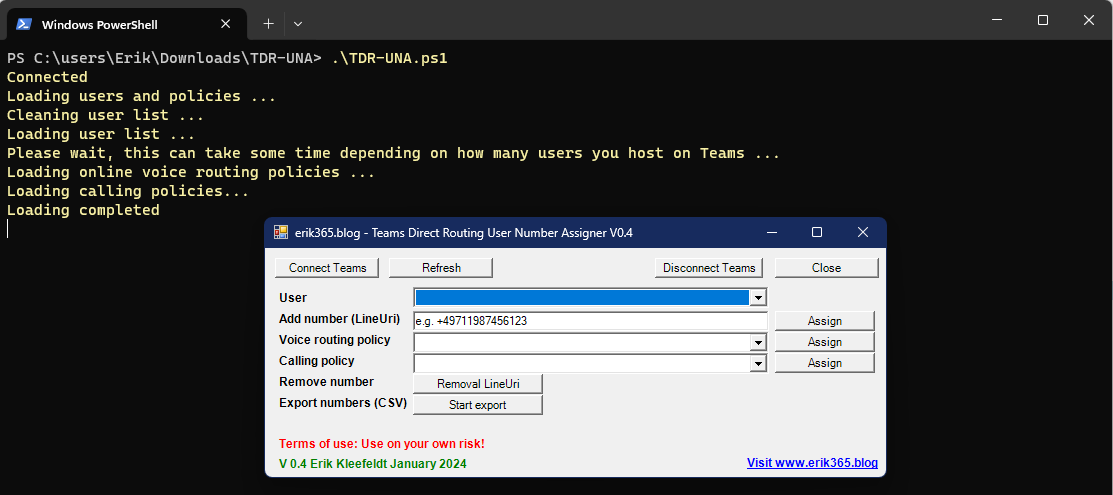 Windows PowerShell
PS C:\users\Erik\Downloads\TDR-UNA> .\TDR-UNA.ps1
Connected
Loading users and policies ...
Cleaning user list ...
Loading user list ...
Please wait, this can take some time depending on how many users you host on Teams ...
Loading online voice routing policies ...
Loading calling policies...
Loading completed
erik365.blog - Teams Direct Routing User Number Assigner V0.4
Connect Teams Refresh Disconnect Teams Close
User
Add number (LineUri) e.g. +49711987456123 Assign
Voice routing policy Assign
Calling policy Assign
Remove number Removal LineUri
Export numbers (CSV) Start export
Terms of use: Use on your own risk!
V 0.4 Erik Kleefeldt January 2024 Visit www.erik365.blog